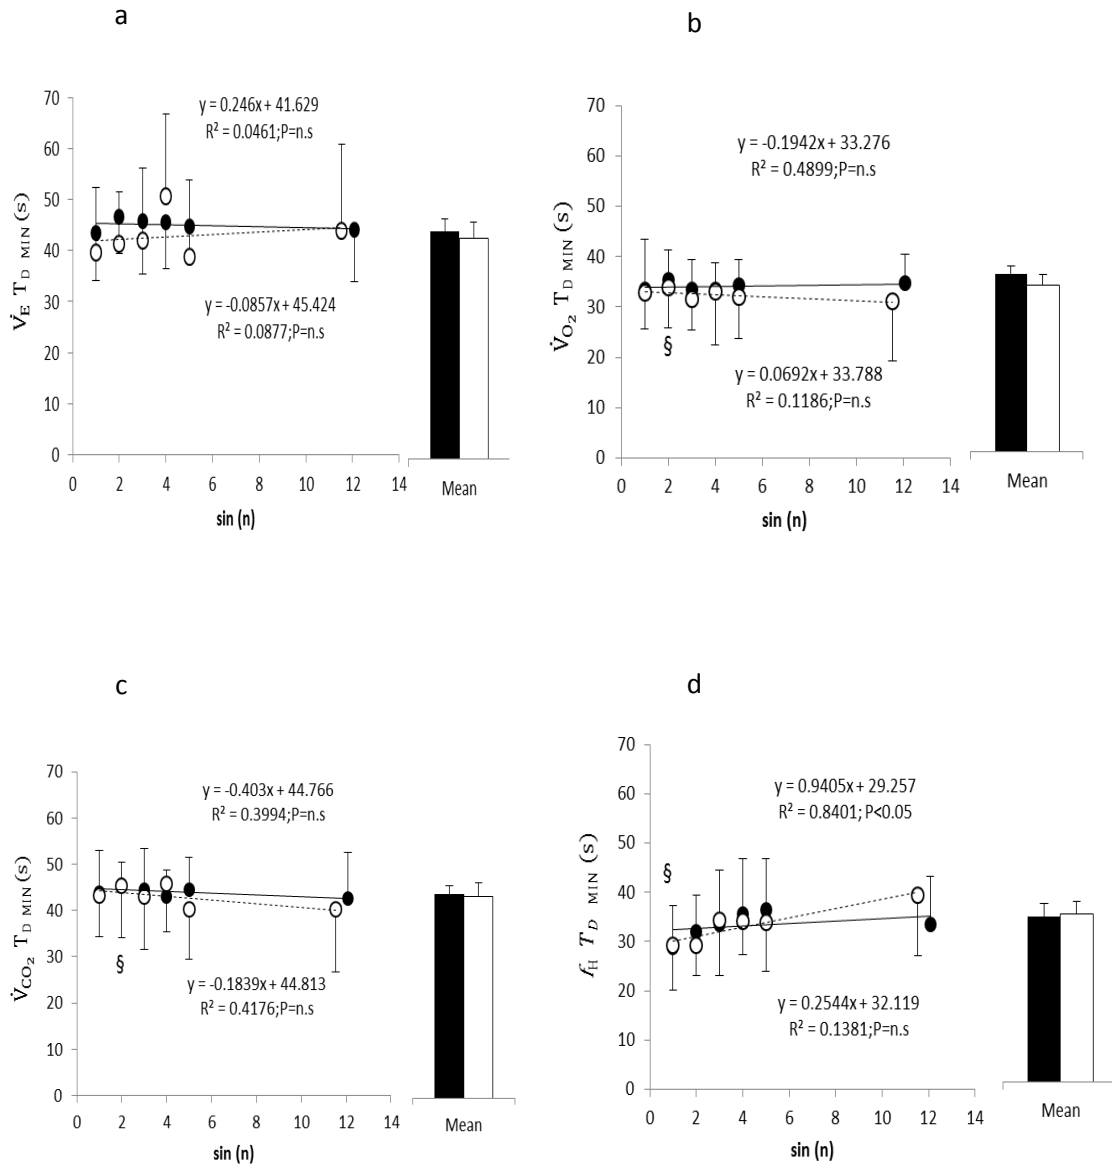 a
b
70
60
50
40
30
20
10
0
V̇E TD MIN (s)
y = 0.246x + 41.629
R² = 0.0461;P=n.s
y = -0.0857x + 45.424
R² = 0.0877;P=n.s
0 2 4 6 8 10 12 14
sin (n)
Mean
70
60
50
40
30
20
10
0
V̇O2 TD MIN (s)
y = -0.1942x + 33.276
R² = 0.4899;P=n.s
§
y = 0.0692x + 33.788
R² = 0.1186;P=n.s
0 2 4 6 8 10 12 14
sin (n)
Mean
c
d
70
60
50
40
30
20
10
0
V̇CO2 TD MIN (s)
y = -0.403x + 44.766
R² = 0.3994;P=n.s
§
y = -0.1839x + 44.813
R² = 0.4176;P=n.s
0 2 4 6 8 10 12 14
sin (n)
Mean
70
60
50
40
30
20
10
0
fH TD MIN (s)
y = 0.9405x + 29.257
R² = 0.8401; P<0.05
§
y = 0.2544x + 32.119
R² = 0.1381;P=n.s
0 2 4 6 8 10 12 14
sin (n)
Mean